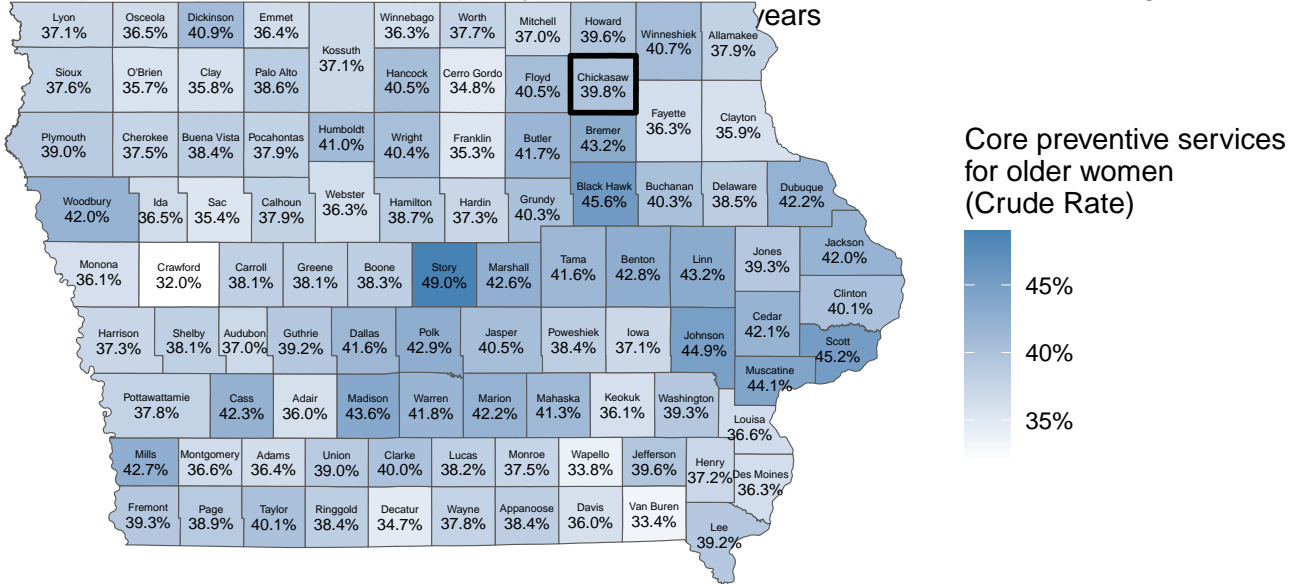 years
Lyon
37.1%
Osceola
36.5%
Dickinson
40.9%
Emmet
36.4%
Kossuth
37.1%
Winnebago
36.3%
Worth
37.7%
Mitchell
37.0%
Howard
39.6%
Winneshiek
40.7%
Allamakee
37.9%
Sioux
37.6%
O'Brien
35.7%
Clay
35.8%
Palo Alto
38.6%
Hancock
40.5%
Cerro Gordo
34.8%
Floyd
40.5%
Chickasaw
39.8%
Fayette
36.3%
Clayton
35.9%
Plymouth
39.0%
Cherokee
37.5%
Buena Vista
38.4%
Pocahontas
37.9%
Humboldt
41.0%
Wright
40.4%
Franklin
35.3%
Butler
41.7%
Bremer
43.2%
Woodbury
42.0%
Ida
36.5%
Sac
35.4%
Calhoun
37.9%
Webster
36.3%
Hamilton
38.7%
Hardin
37.3%
Grundy
40.3%
Black Hawk
45.6%
Buchanan
40.3%
Delaware
38.5%
Dubuque
42.2%
Monona
36.1%
Crawford
32.0%
Carroll
38.1%
Greene
38.1%
Boone
38.3%
Story
49.0%
Marshall
42.6%
Tama
41.6%
Benton
42.8%
Linn
43.2%
Jones
39.3%
Jackson
42.0%
Clinton
40.1%
Harrison
37.3%
Shelby
38.1%
Audubon
37.0%
Guthrie
39.2%
Dallas
41.6%
Polk
42.9%
Jasper
40.5%
Poweshiek
38.4%
Iowa
37.1%
Johnson
44.9%
Cedar
42.1%
Scott
45.2%
Muscatine
44.1%
Pottawattamie
37.8%
Cass
42.3%
Adair
36.0%
Madison
43.6%
Warren
41.8%
Marion
42.2%
Mahaska
41.3%
Keokuk
36.1%
Washington
39.3%
Louisa
36.6%
Mills
42.7%
Montgomery
36.6%
Adams
36.4%
Union
39.0%
Clarke
40.0%
Lucas
38.2%
Monroe
37.5%
Wapello
33.8%
Jefferson
39.6%
Henry
37.2%
Des Moines
36.3%
Fremont
39.3%
Page
38.9%
Taylor
40.1%
Ringgold
38.4%
Decatur
34.7%
Wayne
37.8%
Appanoose
38.4%
Davis
36.0%
Van Buren
33.4%
Lee
39.2%
Core preventive services
for older women
(Crude Rate)
45%
40%
35%